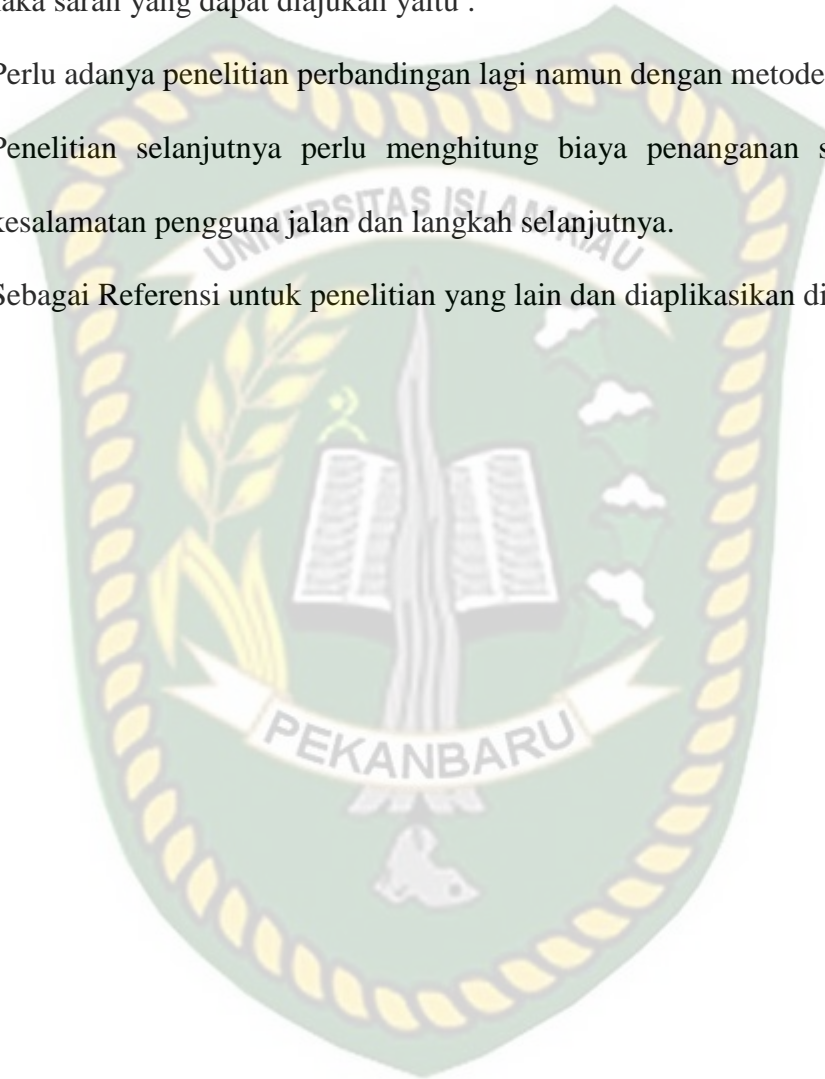 saran yang dapat diajukan yaitu :
Perlu adanya penelitian perbandingan lagi namun dengan metode
Penelitian selanjutnya perlu menghitung biaya penanganan
kesalamatan pengguna jalan dan langkah selanjutnya.
Sebagai Referensi untuk penelitian yang lain dan diaplikasikan di
UNIVERSITAS ISLAM RIAU
PEKANBARU